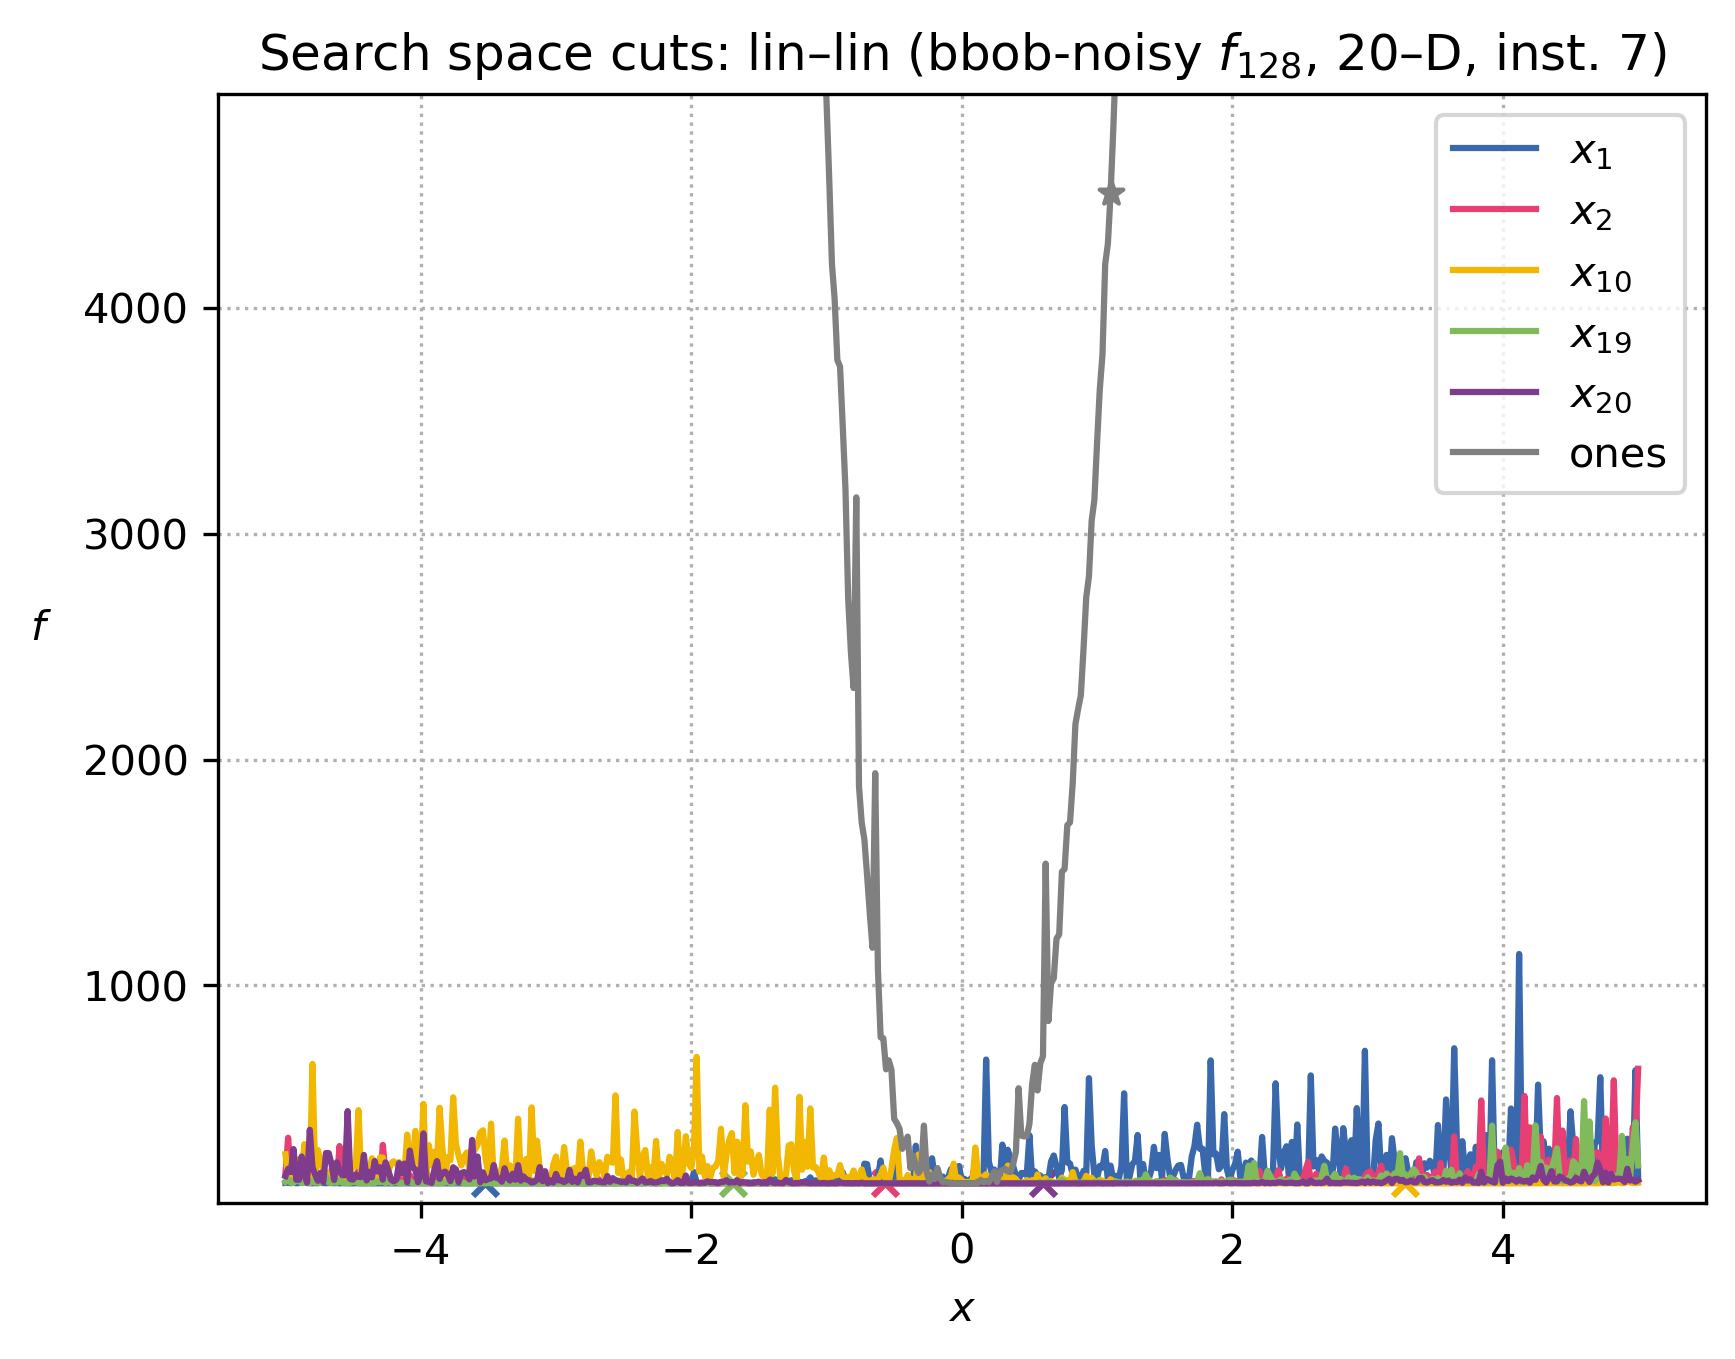 Search space cuts: lin–lin (bbob-noisy f₁₂₈, 20–D, inst. 7)
x₁
x₂
x₁₀
x₁₉
x₂₀
ones
4000
3000
2000
1000
f
−4 −2 0 2 4
x